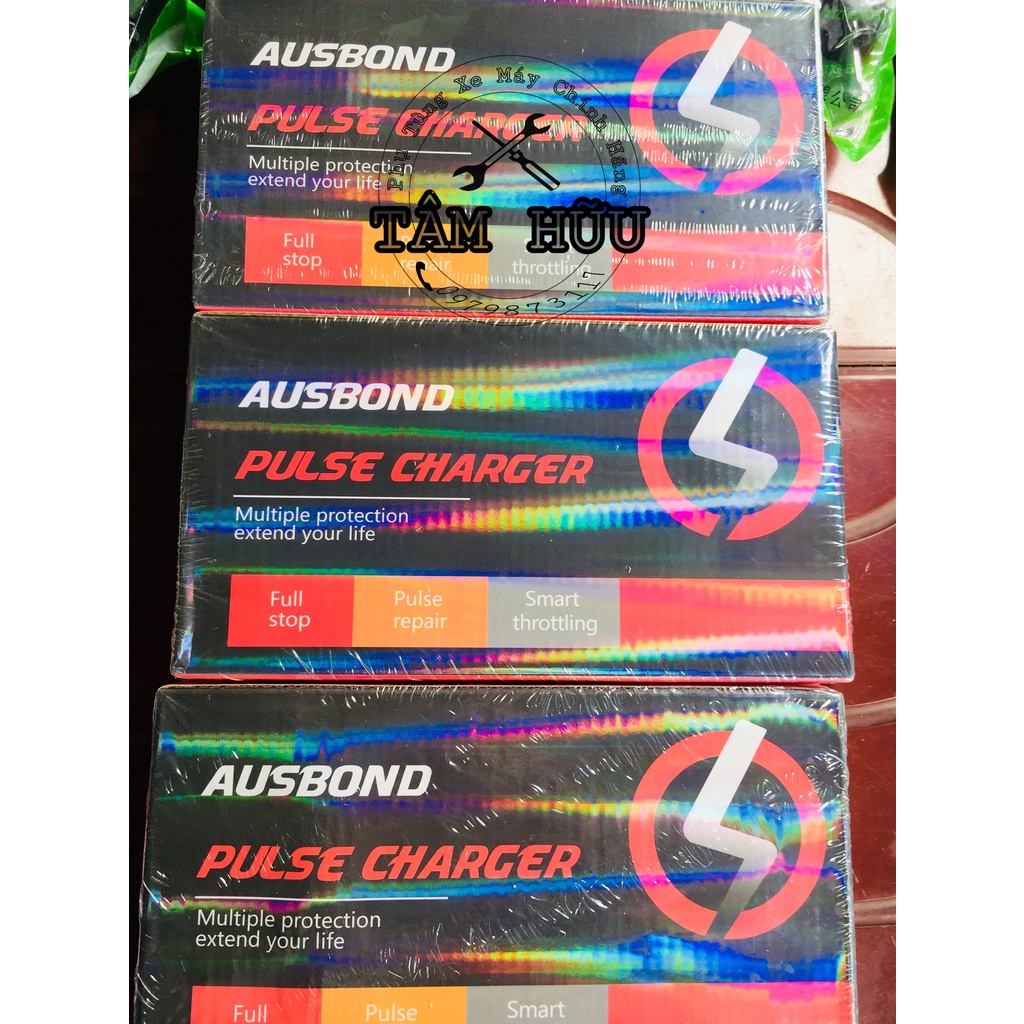 AUSBOND
PULSE CHARGER
Multiple protection
extend your life
Phụ Tùng Xe Máy Chính Hãng
TÂM HỮU
0979873117
Full
stop
repair
throttling
AUSBOND
PULSE CHARGER
Multiple protection
extend your life
Full
stop
Pulse
repair
Smart
throttling
AUSBOND
PULSE CHARGER
Multiple protection
extend your life
Full
Pulse
Smart